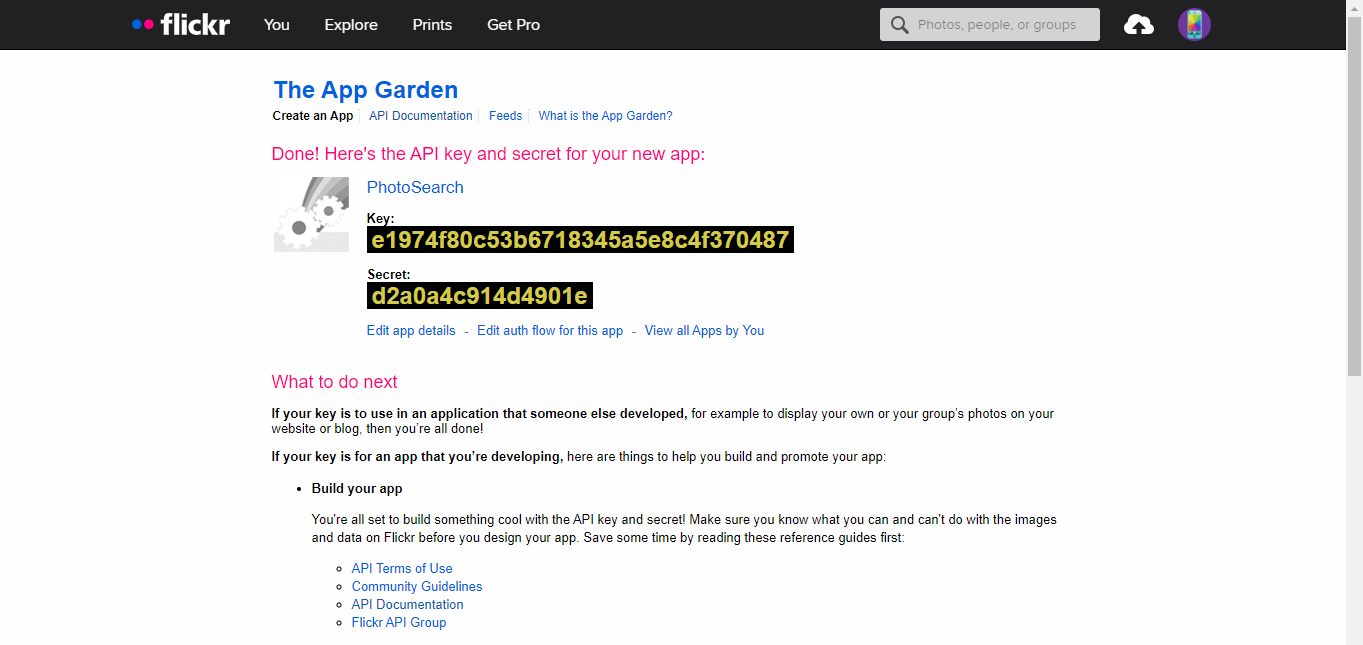 flickr You Explore Prints Get Pro Photos, people, or groups
The App Garden
Create an App API Documentation Feeds What is the App Garden?
Done! Here's the API key and secret for your new app:
PhotoSearch
Key:
e1974f80c53b6718345a5e8c4f370487
Secret:
d2a0a4c914d4901e
Edit app details - Edit auth flow for this app - View all Apps by You
What to do next
If your key is to use in an application that someone else developed, for example to display your own or your group's photos on your
website or blog, then you're all done!
If your key is for an app that you're developing, here are things to help you build and promote your app:
• Build your app
You're all set to build something cool with the API key and secret! Make sure you know what you can and can't do with the images
and data on Flickr before you design your app. Save some time by reading these reference guides first:
API Terms of Use
Community Guidelines
API Documentation
Flickr API Group